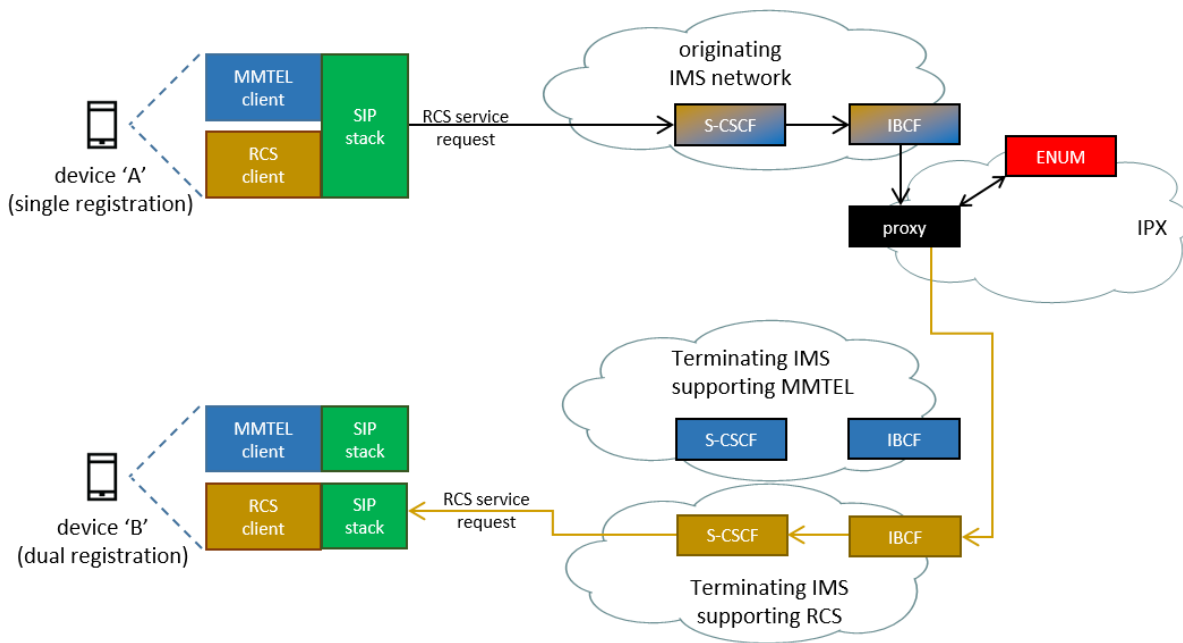 originating
IMS network
MMTEL
client
SIP
stack
RCS
client
RCS service
request
S-CSCF
IBCF
ENUM
device ‘A’
(single registration)
proxy
IPX
Terminating IMS
supporting MMTEL
MMTEL
client
SIP
stack
S-CSCF
IBCF
RCS
client
SIP
stack
RCS service
request
device ‘B’
(dual registration)
S-CSCF
IBCF
Terminating IMS
supporting RCS